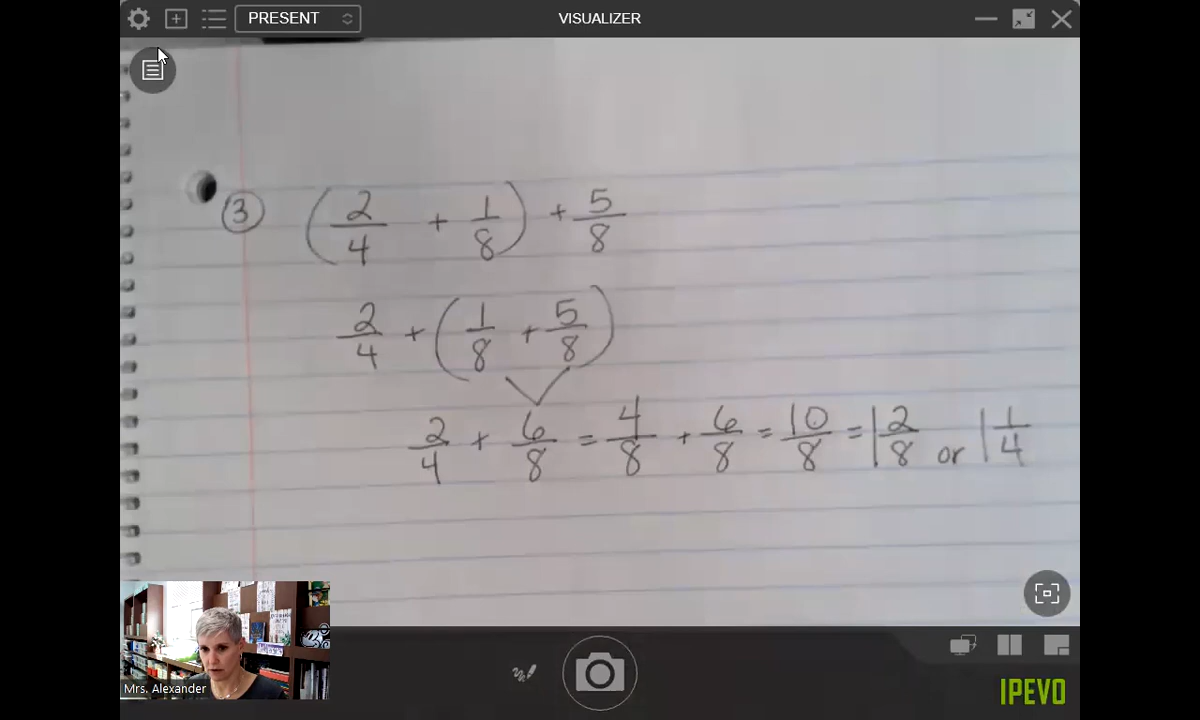 PRESENT
VISUALIZER
3 (2/4 + 1/8) + 5/8
2/4 + (1/8 + 5/8)
2/4 + 6/8 = 4/8 + 6/8 = 10/8 = 1 2/8 or 1 1/4
Mrs. Alexander
IPEVO